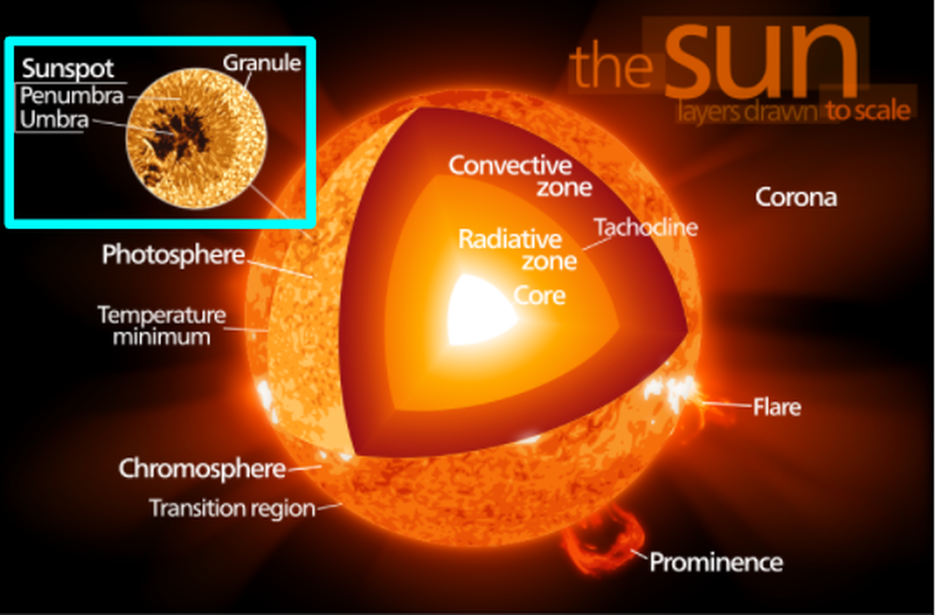 the sun
layers drawn to scale
Sunspot
Granule
Penumbra
Umbra
Convective
zone
Corona
Tachocline
Radiative
zone
Photosphere
Core
Temperature
minimum
Flare
Chromosphere
Transition region
Prominence